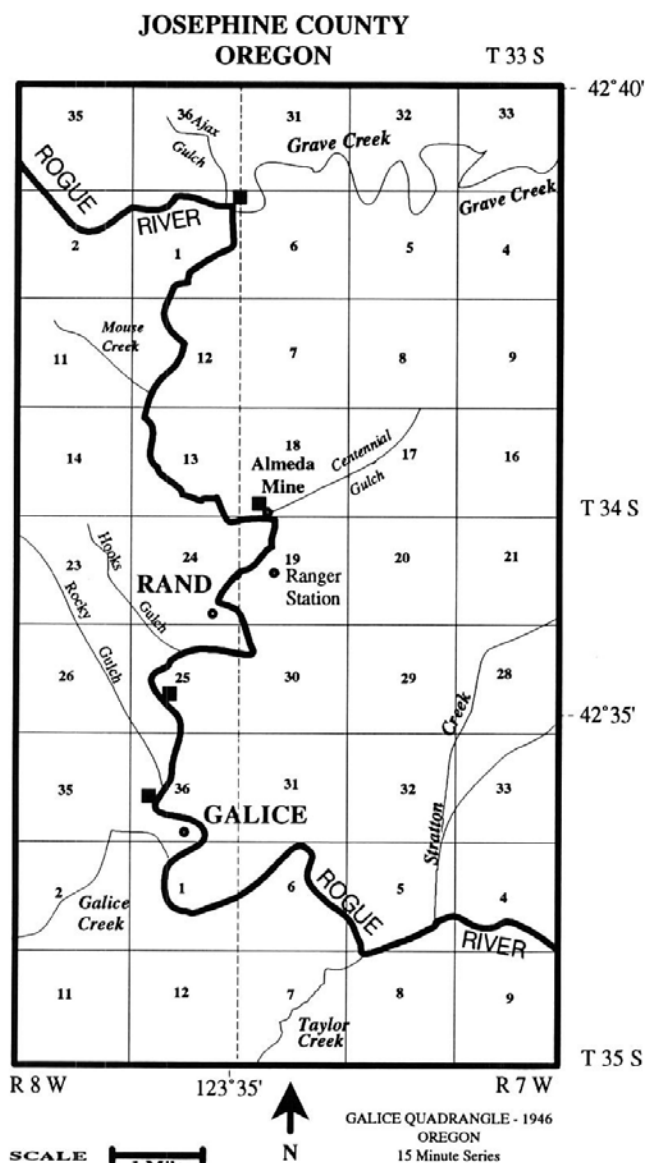 JOSEPHINE COUNTY
OREGON
T 33 S
42°40'
35
36
31
32
33
Ajax
Gulch
Grave Creek
Grave Creek
ROGUE
RIVER
2
1
6
5
4
Mouse
Creek
11
12
7
8
9
14
13
18
17
16
Almeda
Mine
Centennial
Gulch
T 34 S
23
24
19
20
21
Hooks
Gulch
RAND
Ranger
Station
Rocky
Gulch
26
25
30
29
28
42°35'
Creek
Stratton
35
36
31
32
33
GALICE
2
1
6
5
4
Galice
Creek
ROGUE
RIVER
11
12
7
8
9
Taylor
Creek
T 35 S
R 8 W
123°35'
R 7 W
N
GALICE QUADRANGLE - 1946
OREGON
15 Minute Series
SCALE